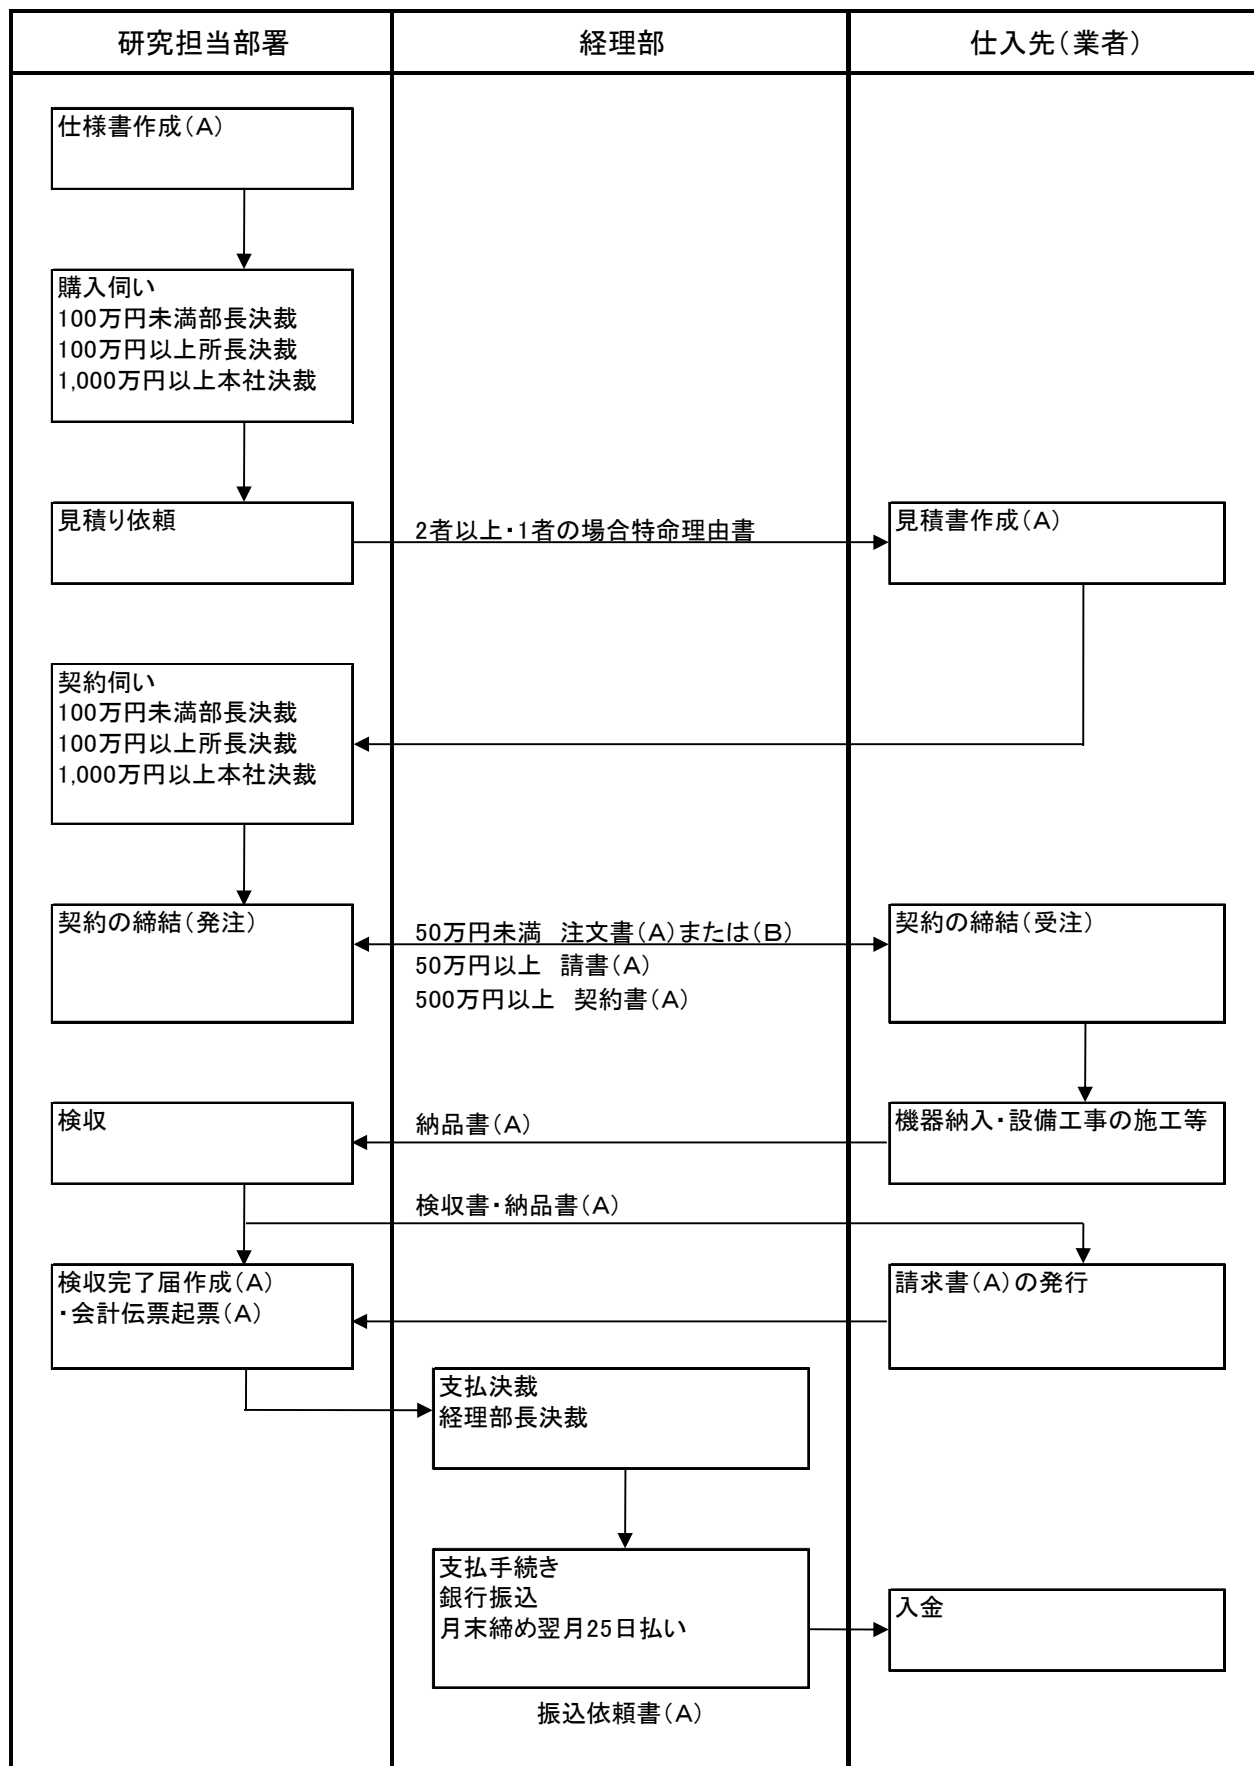 研究担当部署
経理部
仕入先(業者)
仕様書作成(A)
購入伺い
100万円未満部長決裁
100万円以上所長決裁
1,000万円以上本社決裁
見積り依頼
2者以上・1者の場合特命理由書
見積書作成(A)
契約伺い
100万円未満部長決裁
100万円以上所長決裁
1,000万円以上本社決裁
契約の締結(発注)
50万円未満 注文書(A)または(B)
50万円以上 請書(A)
500万円以上 契約書(A)
契約の締結(受注)
検収
納品書(A)
機器納入・設備工事の施工等
検収書・納品書(A)
検収完了届作成(A)
・会計伝票起票(A)
請求書(A)の発行
支払決裁
経理部長決裁
支払手続き
銀行振込
月末締め翌月25日払い
入金
振込依頼書(A)